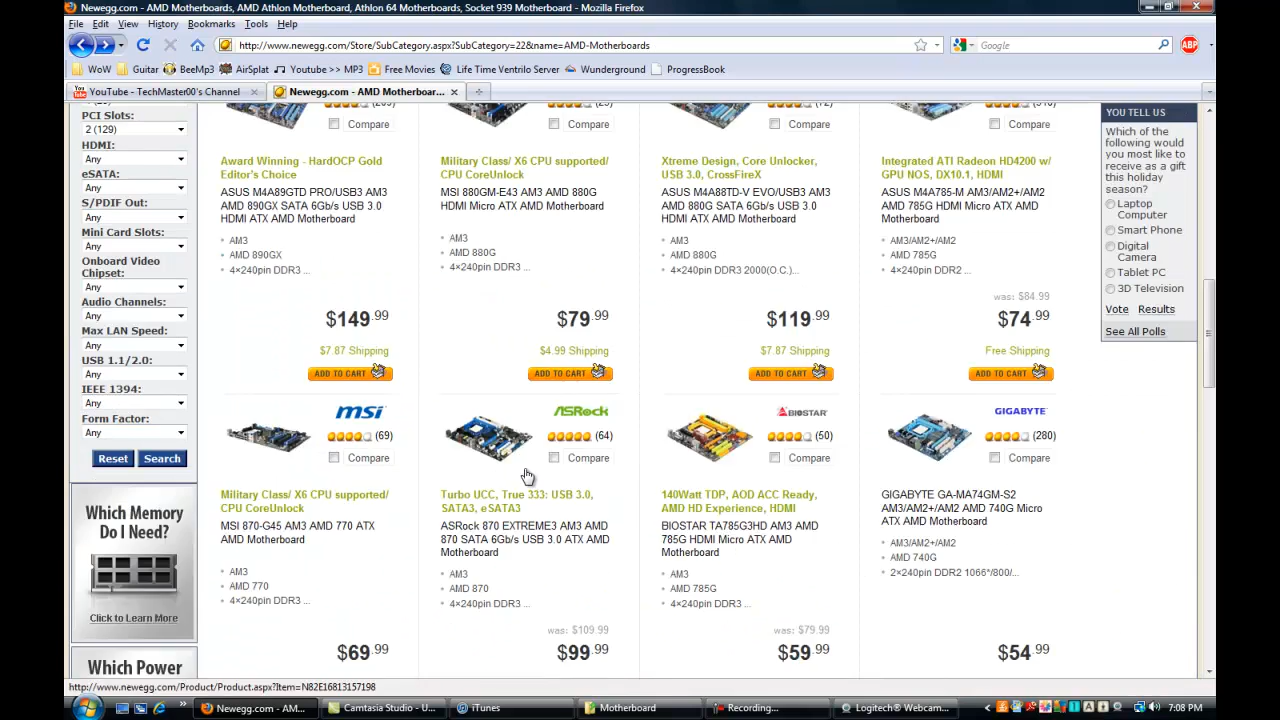 Newegg.com - AMD Motherboards, AMD Athlon Motherboard, Athlon 64 Motherboards, Socket 939 Motherboard - Mozilla Firefox
File Edit View History Bookmarks Tools Help
http://www.newegg.com/Store/SubCategory.aspx?SubCategory=22&name=AMD-Motherboards
Google
ABP
WoW Guitar BeeMp3 AirSplat Youtube >> MP3 Free Movies Life Time Ventrilo Server Wunderground ProgressBook
YouTube - TechMaster00's Channel
Newegg.com - AMD Motherboar...
PCI Slots:
2 (129)
HDMI:
Any
eSATA:
Any
S/PDIF Out:
Any
Mini Card Slots:
Any
Onboard Video
Chipset:
Any
Audio Channels:
Any
Max LAN Speed:
Any
USB 1.1/2.0:
Any
IEEE 1394:
Any
Form Factor:
Any
Reset Search
Which Memory
Do I Need?
Click to Learn More
Which Power
Compare Compare Compare Compare
Award Winning - HardOCP Gold
Editor's Choice
ASUS M4A89GTD PRO/USB3 AM3
AMD 890GX SATA 6Gb/s USB 3.0
HDMI ATX AMD Motherboard
AM3
AMD 890GX
4×240pin DDR3 ...
$149.99
$7.87 Shipping
ADD TO CART
Military Class/ X6 CPU supported/
CPU CoreUnlock
MSI 880GM-E43 AM3 AMD 880G
HDMI Micro ATX AMD Motherboard
AM3
AMD 880G
4×240pin DDR3 ...
$79.99
$4.99 Shipping
ADD TO CART
Xtreme Design, Core Unlocker,
USB 3.0, CrossFireX
ASUS M4A88TD-V EVO/USB3 AM3
AMD 880G SATA 6Gb/s USB 3.0
HDMI ATX AMD Motherboard
AM3
AMD 880G
4×240pin DDR3 2000(O.C.)...
$119.99
$7.87 Shipping
ADD TO CART
Integrated ATI Radeon HD4200 w/
GPU NOS, DX10.1, HDMI
ASUS M4A785-M AM3/AM2+/AM2
AMD 785G HDMI Micro ATX AMD
Motherboard
AM3/AM2+/AM2
AMD 785G
4×240pin DDR2 ...
was: $84.99
$74.99
Free Shipping
ADD TO CART
msi
(69)
Compare
Military Class/ X6 CPU supported/
CPU CoreUnlock
MSI 870-G45 AM3 AMD 770 ATX
AMD Motherboard
AM3
AMD 770
4×240pin DDR3 ...
$69.99
ASRock
(64)
Compare
Turbo UCC, True 333: USB 3.0,
SATA3, eSATA3
ASRock 870 EXTREME3 AM3 AMD
870 SATA 6Gb/s USB 3.0 ATX AMD
Motherboard
AM3
AMD 870
4×240pin DDR3 ...
was: $109.99
$99.99
BIOSTAR
(50)
Compare
140Watt TDP, AOD ACC Ready,
AMD HD Experience, HDMI
BIOSTAR TA785G3HD AM3 AMD
785G HDMI Micro ATX AMD
Motherboard
AM3
AMD 785G
4×240pin DDR3 ...
was: $79.99
$59.99
GIGABYTE
(280)
Compare
GIGABYTE GA-MA74GM-S2
AM3/AM2+/AM2 AMD 740G Micro
ATX AMD Motherboard
AM3/AM2+/AM2
AMD 740G
2×240pin DDR2 1066*/800/...
$54.99
YOU TELL US
Which of the
following would
you most like to
receive as a gift
this holiday
season?
Laptop
Computer
Smart Phone
Digital
Camera
Tablet PC
3D Television
Vote Results
See All Polls
http://www.newegg.com/Product/Product.aspx?Item=N82E16813157198
Newegg.com - AM... Camtasia Studio - U... iTunes Motherboard Recording... Logitech® Webcam... 7:08 PM